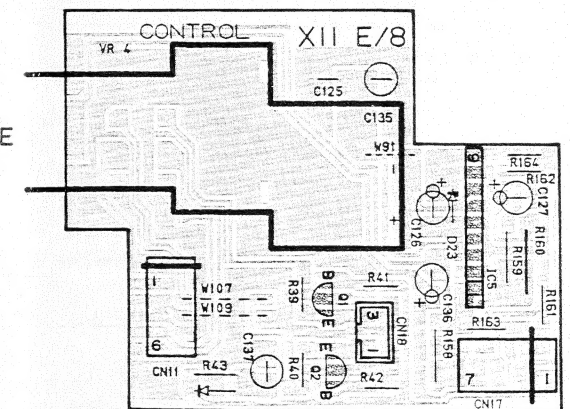 CONTROL XII E/8
VR 4
C125
E
C135
W91
9
R164
R162
C127
C126
D23
R160
R159
IC5
1
W107
W109
R39
B
Q1
E
R41
3
1
CN18
C136
R161
R163
R158
6
CN11
R43
C137
R40
E
Q2
B
R42
7
1
CN17